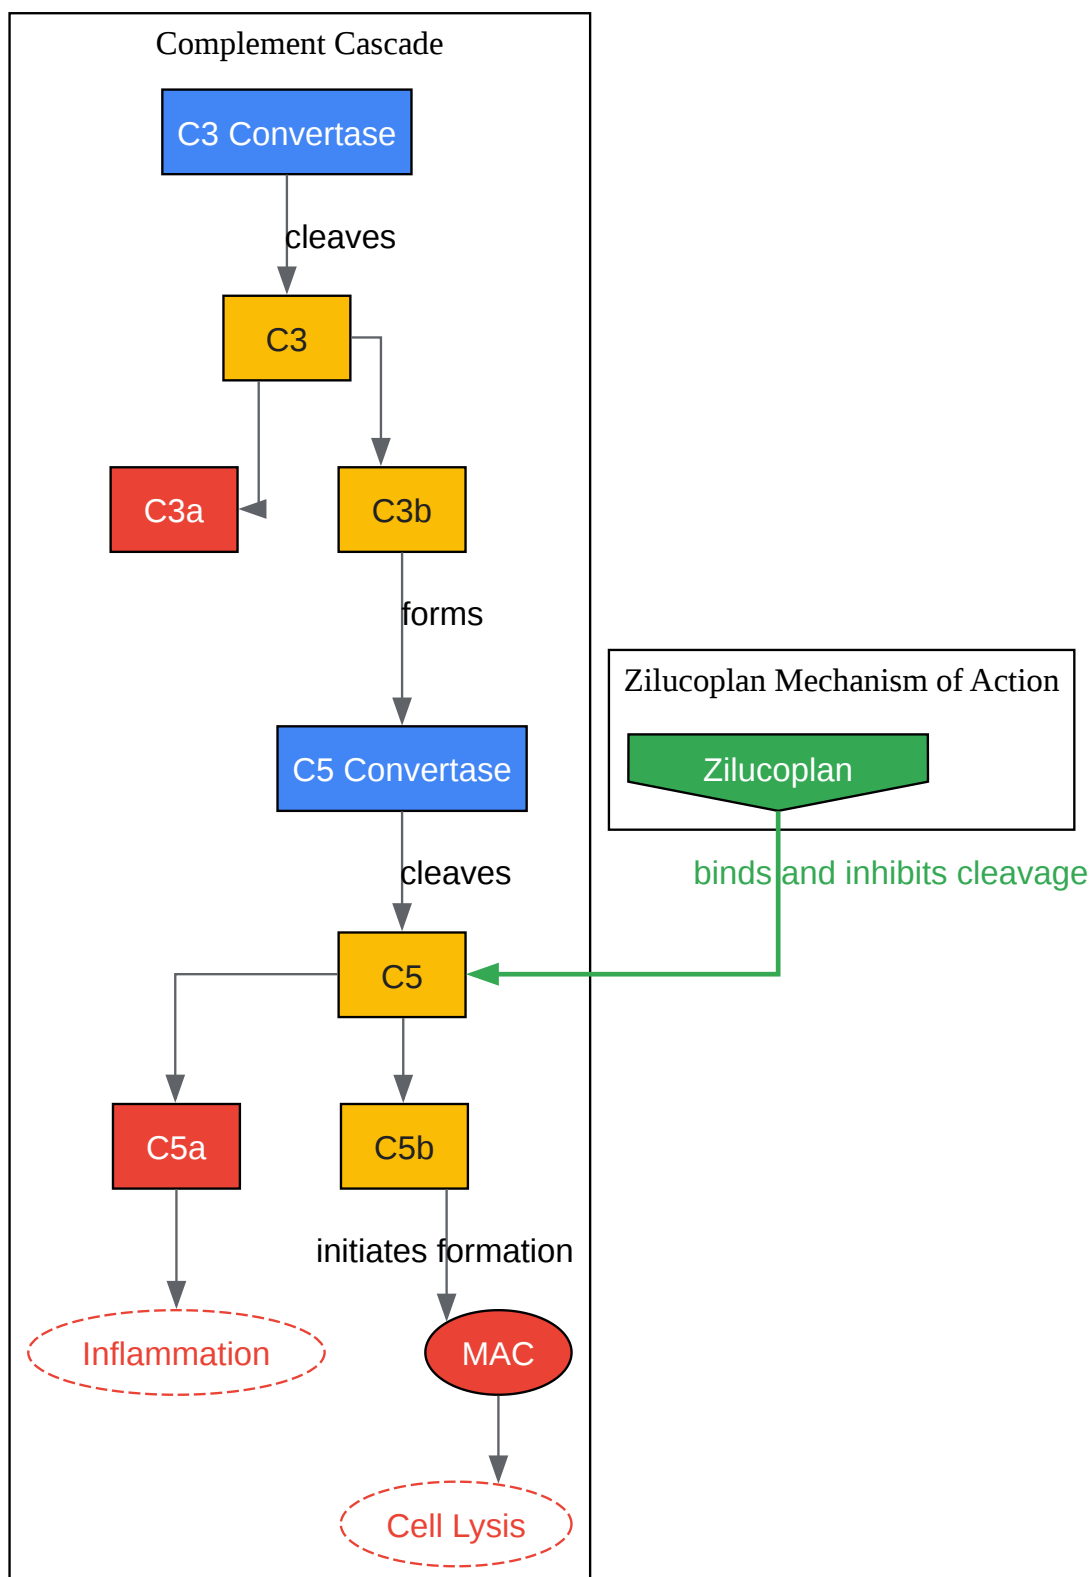 Complement Cascade
C3 Convertase
cleaves
C3
C3a
C3b
forms
Zilucoplan Mechanism of Action
C5 Convertase
Zilucoplan
cleaves
binds and inhibits cleavage
C5
C5a
C5b
initiates formation
Inflammation
MAC
Cell Lysis